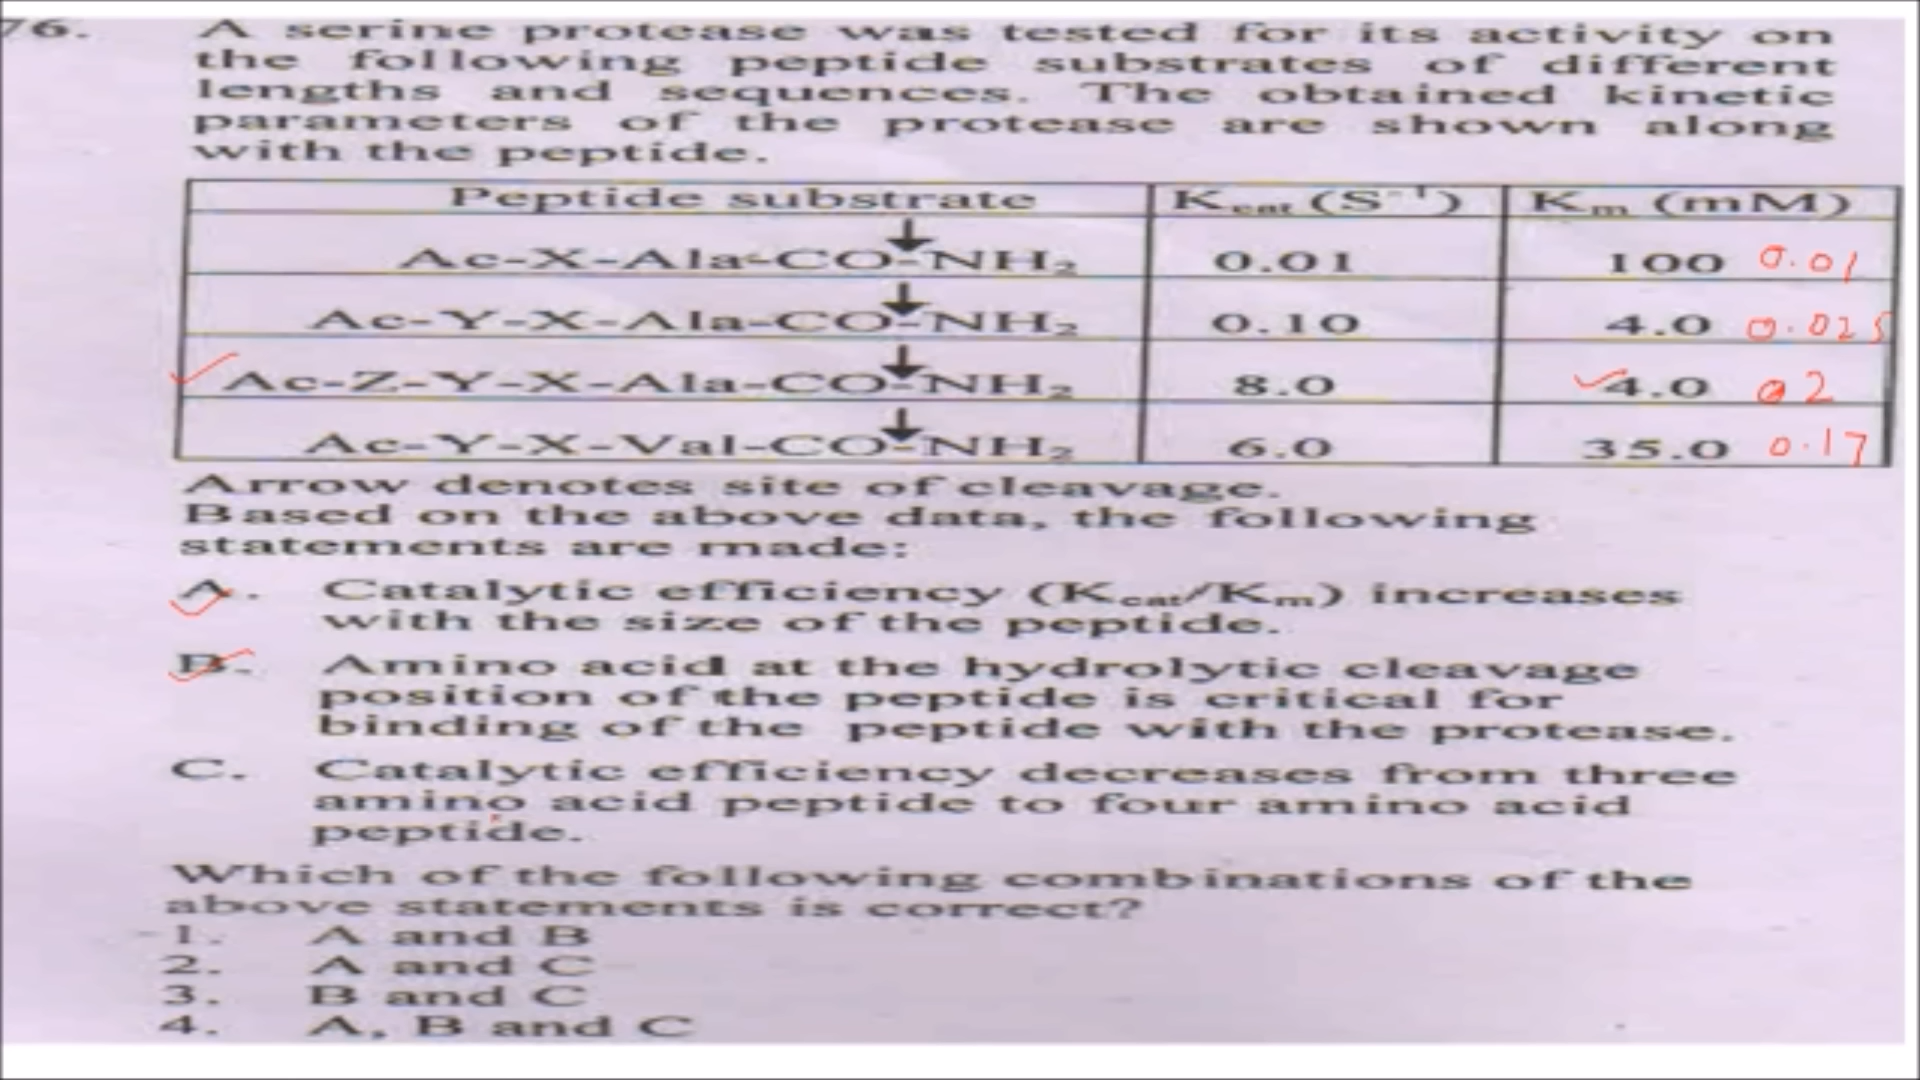 76. A serine protease was tested for its activity on
the following peptide substrates of different
lengths and sequences. The obtained kinetic
parameters of the protease are shown along
with the peptide.
Peptide substrate Kcat (S⁻¹) Km (mM)
Ac-X-Ala-CO-NH₂ 0.01 100 0.01
Ac-Y-X-Ala-CO-NH₂ 0.10 4.0 0.025
Ac-Z-Y-X-Ala-CO-NH₂ 8.0 4.0 2
Ac-Y-X-Val-CO-NH₂ 6.0 35.0 0.17
Arrow denotes site of cleavage.
Based on the above data, the following
statements are made:
A. Catalytic efficiency (Kcat/Km) increases
with the size of the peptide.
B. Amino acid at the hydrolytic cleavage
position of the peptide is critical for
binding of the peptide with the protease.
C. Catalytic efficiency decreases from three
amino acid peptide to four amino acid
peptide.
Which of the following combinations of the
above statements is correct?
1. A and B
2. A and C
3. B and C
4. A, B and C